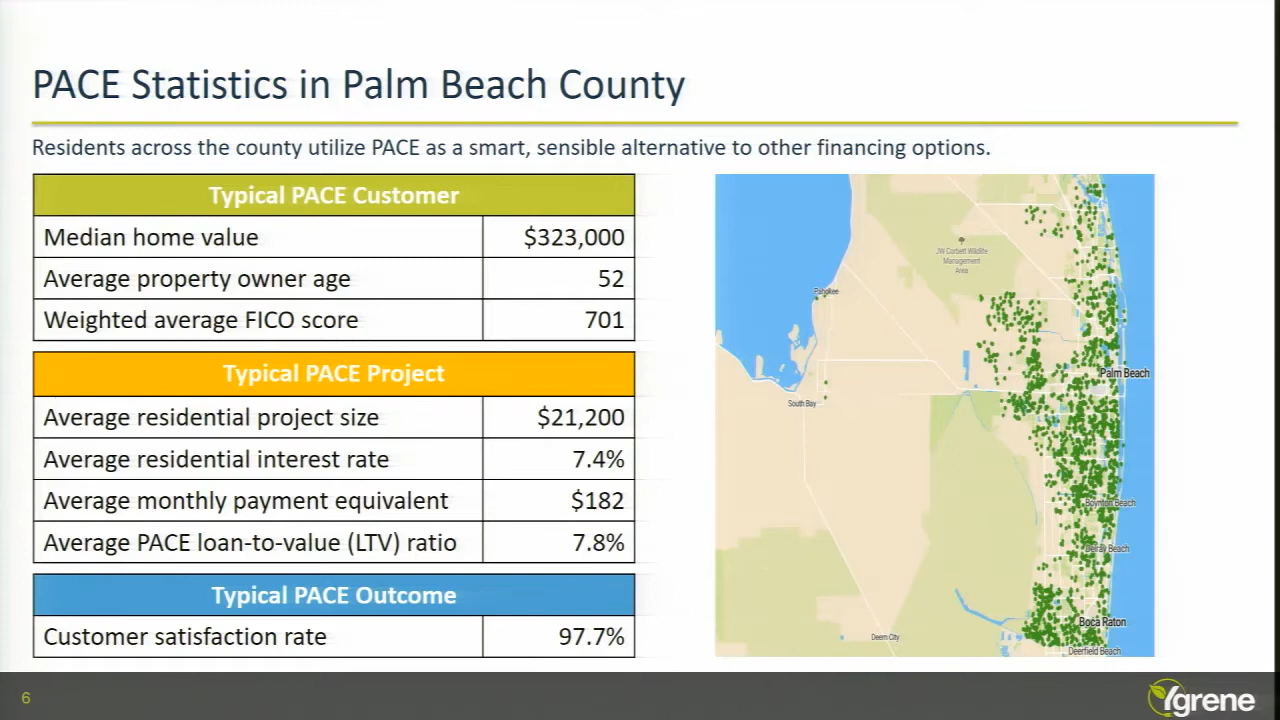 PACE Statistics in Palm Beach County
Residents across the county utilize PACE as a smart, sensible alternative to other financing options.
Typical PACE Customer
Median home value $323,000
Average property owner age 52
Weighted average FICO score 701
Typical PACE Project
Average residential project size $21,200
Average residential interest rate 7.4%
Average monthly payment equivalent $182
Average PACE loan-to-value (LTV) ratio 7.8%
Typical PACE Outcome
Customer satisfaction rate 97.7%
JW Corbett Wildlife
Management
Area
Pahokee
Palm Beach
South Bay
Boynton Beach
Delray Beach
Boca Raton
Deem City
Deerfield Beach
6
Ygrene